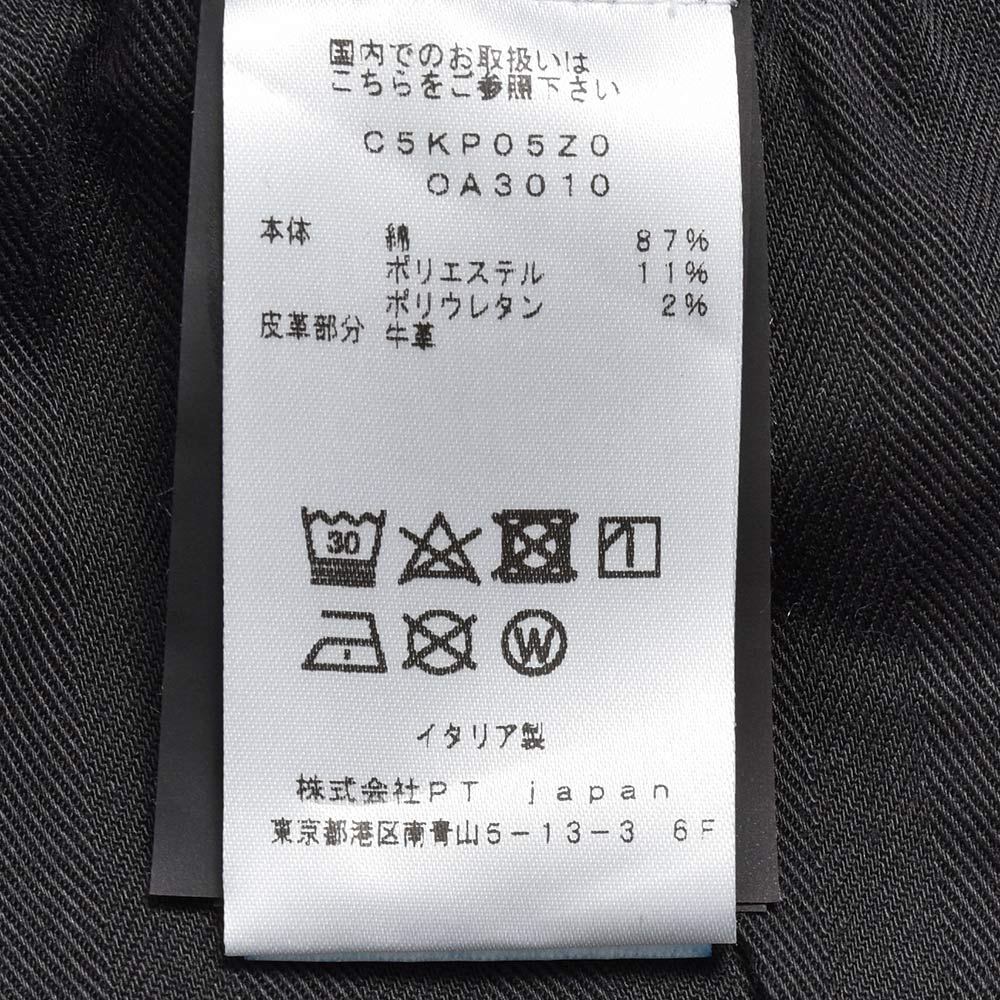 国内でのお取扱いは
こちらをご参照下さい
C5KP05Z0
OA3010
本体 綿 87%
ポリエステル 11%
ポリウレタン 2%
皮革部分 牛革
30
W
イタリア製
株式会社PT japan
東京都港区南青山5-13-3 6F